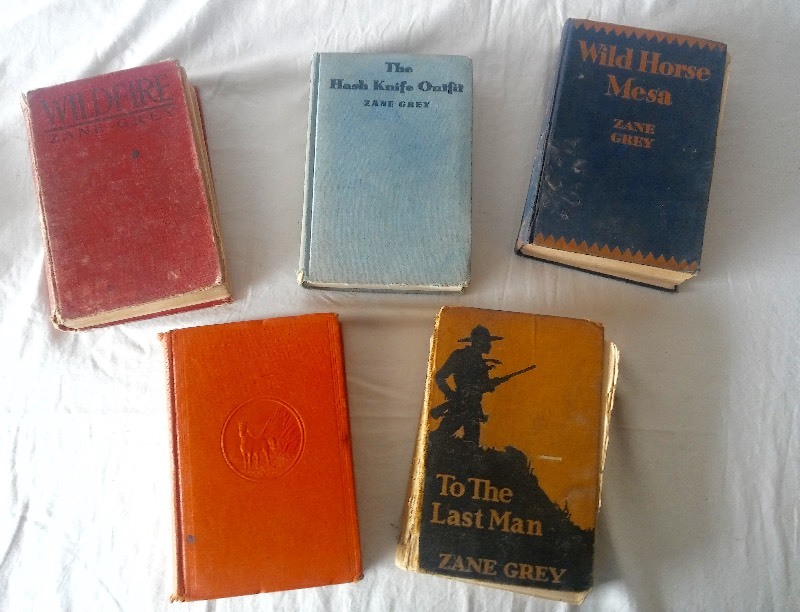 WILDFIRE
ZANE GREY
The
Hash Knife Outfit
ZANE GREY
Wild Horse
Mesa
ZANE
GREY
To The
Last Man
ZANE GREY